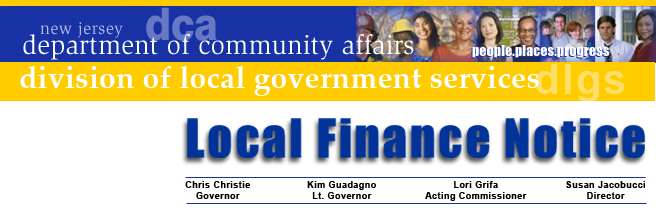 new jersey
dca
department of community affairs
people.places.progress
division of local government services
dlgs
Local Finance Notice
Chris Christie Kim Guadagno Lori Grifa Susan Jacobucci
Governor Lt. Governor Acting Commissioner Director